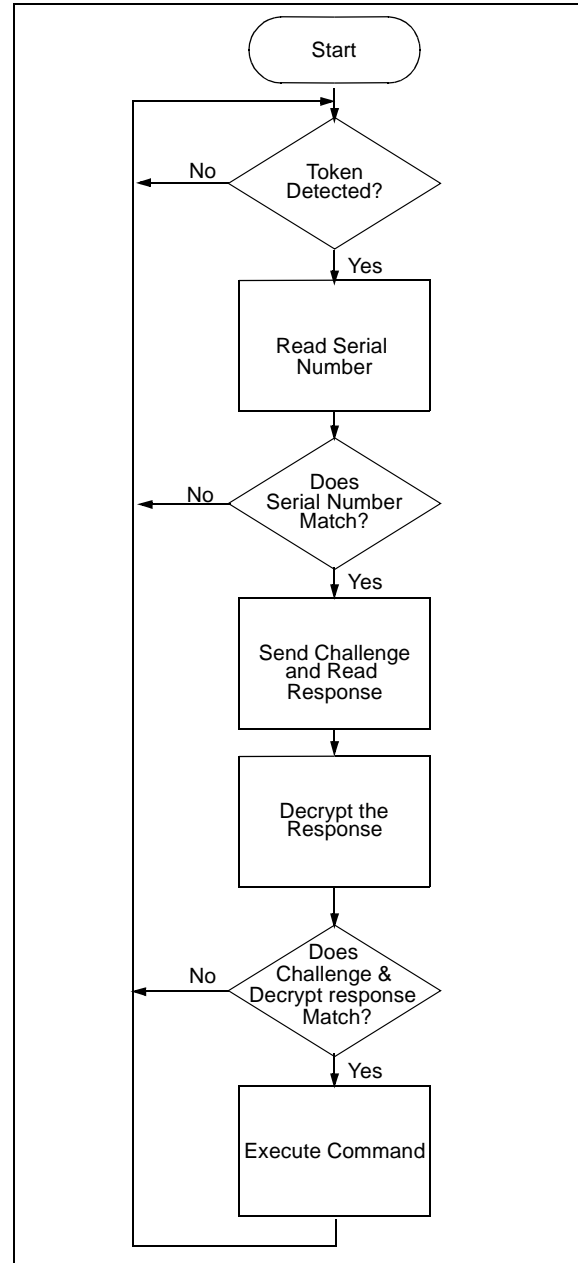 Start
No
Token
Detected?
Yes
Read Serial
Number
Does
No
Serial Number
Match?
Yes
Send Challenge
and Read
Response
Decrypt the
Response
Does
No
Challenge &
Decrypt response
Match?
Yes
Execute Command